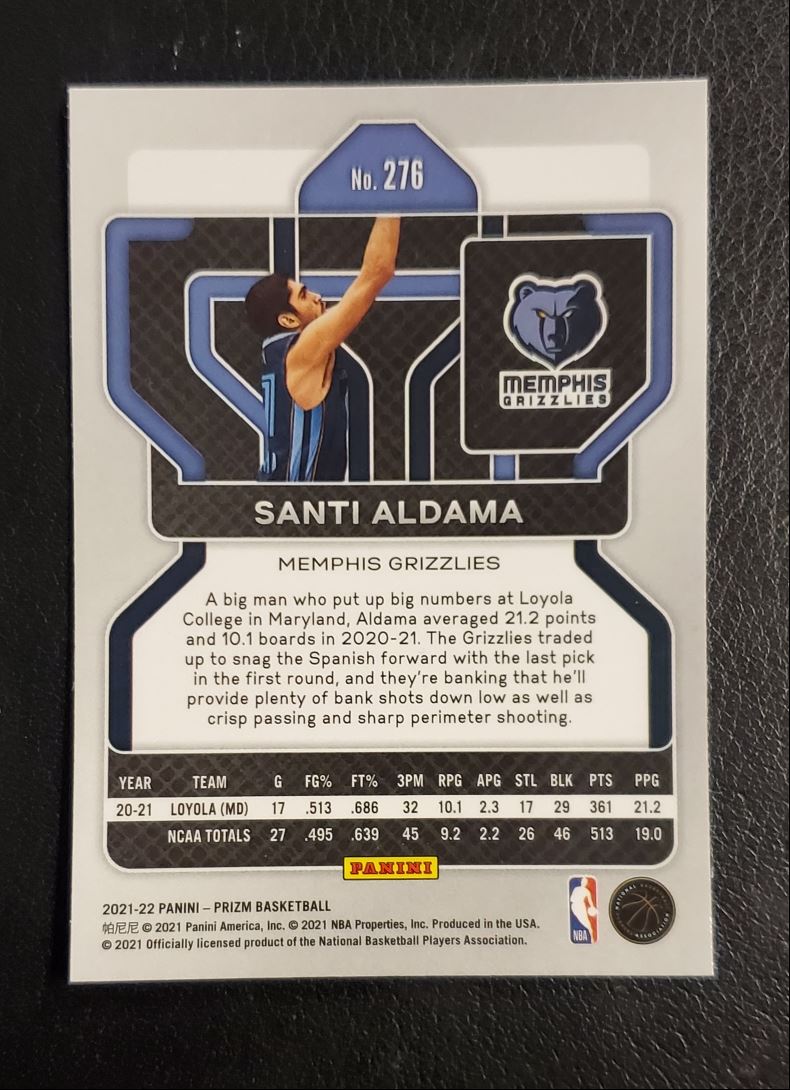 No. 276
MEMPHIS
GRIZZLIES
SANTI ALDAMA
MEMPHIS GRIZZLIES
A big man who put up big numbers at Loyola
College in Maryland, Aldama averaged 21.2 points
and 10.1 boards in 2020-21. The Grizzlies traded
up to snag the Spanish forward with the last pick
in the first round, and they're banking that he'll
provide plenty of bank shots down low as well as
crisp passing and sharp perimeter shooting.
YEAR TEAM G FG% FT% 3PM RPG APG STL BLK PTS PPG
20-21 LOYOLA (MD) 17 .513 .686 32 10.1 2.3 17 29 361 21.2
NCAA TOTALS 27 .495 .639 45 9.2 2.2 26 46 513 19.0
PANINI
2021-22 PANINI – PRIZM BASKETBALL
帕尼尼 © 2021 Panini America, Inc. © 2021 NBA Properties, Inc. Produced in the USA.
© 2021 Officially licensed product of the National Basketball Players Association.
NBA